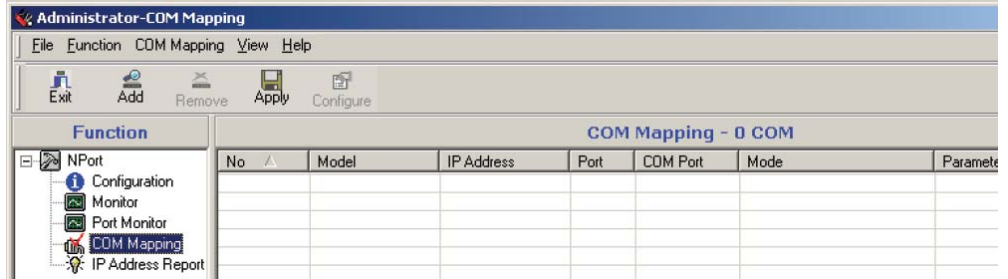 Administrator-COM Mapping
File Function COM Mapping View Help
Exit Add Remove Apply Configure
Function
COM Mapping - 0 COM
NPort
Configuration
Monitor
Port Monitor
COM Mapping
IP Address Report
No Model IP Address Port COM Port Mode Paramete